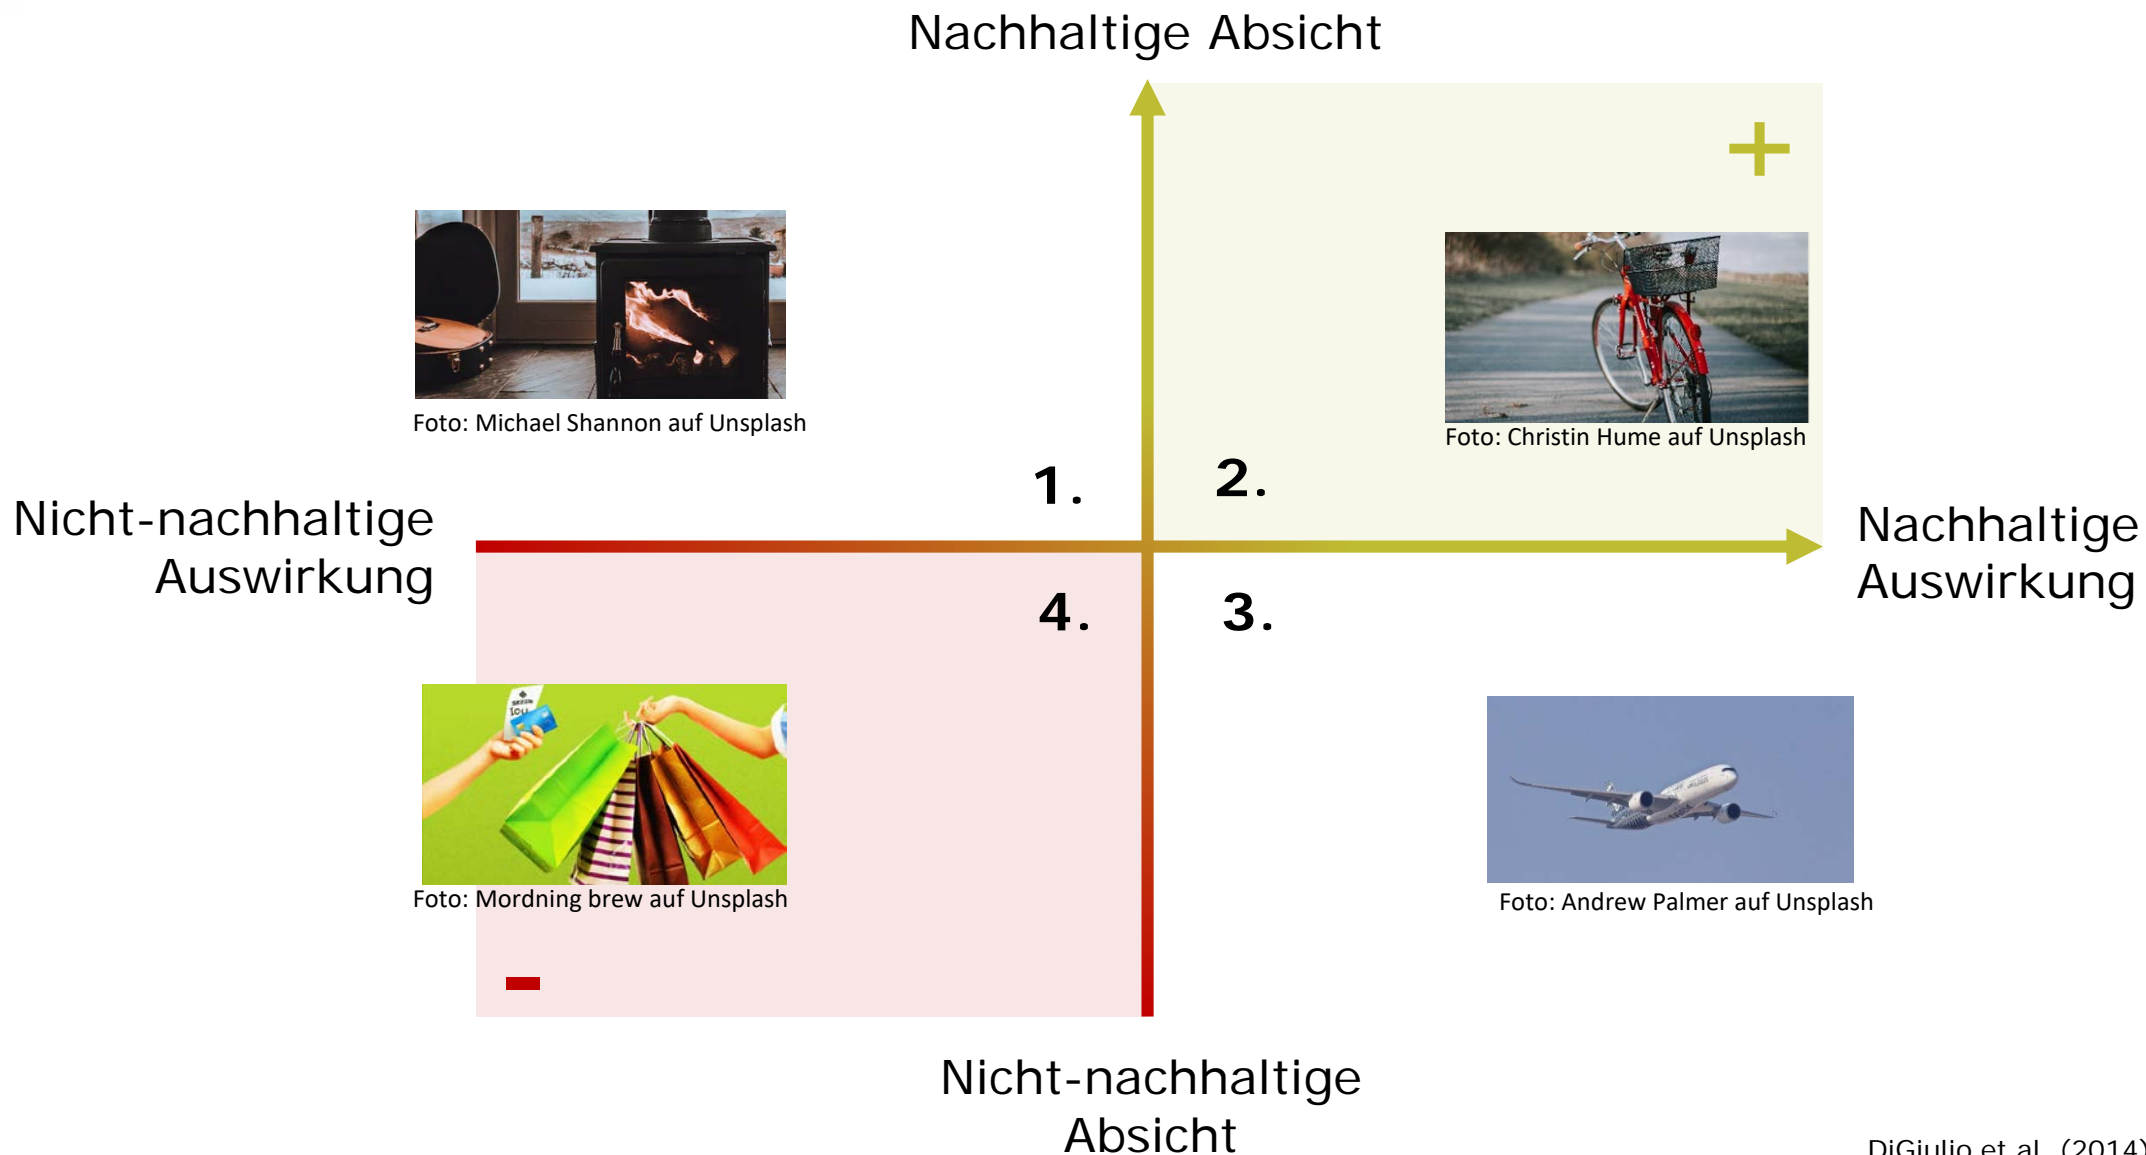 Nachhaltige Absicht
+
Foto: Michael Shannon auf Unsplash
Foto: Christin Hume auf Unsplash
1.
2.
Nicht-nachhaltige
Auswirkung
Nachhaltige
Auswirkung
4.
3.
Foto: Mordning brew auf Unsplash
Foto: Andrew Palmer auf Unsplash
-
Nicht-nachhaltige
Absicht
DiGiulio et al. (2014)